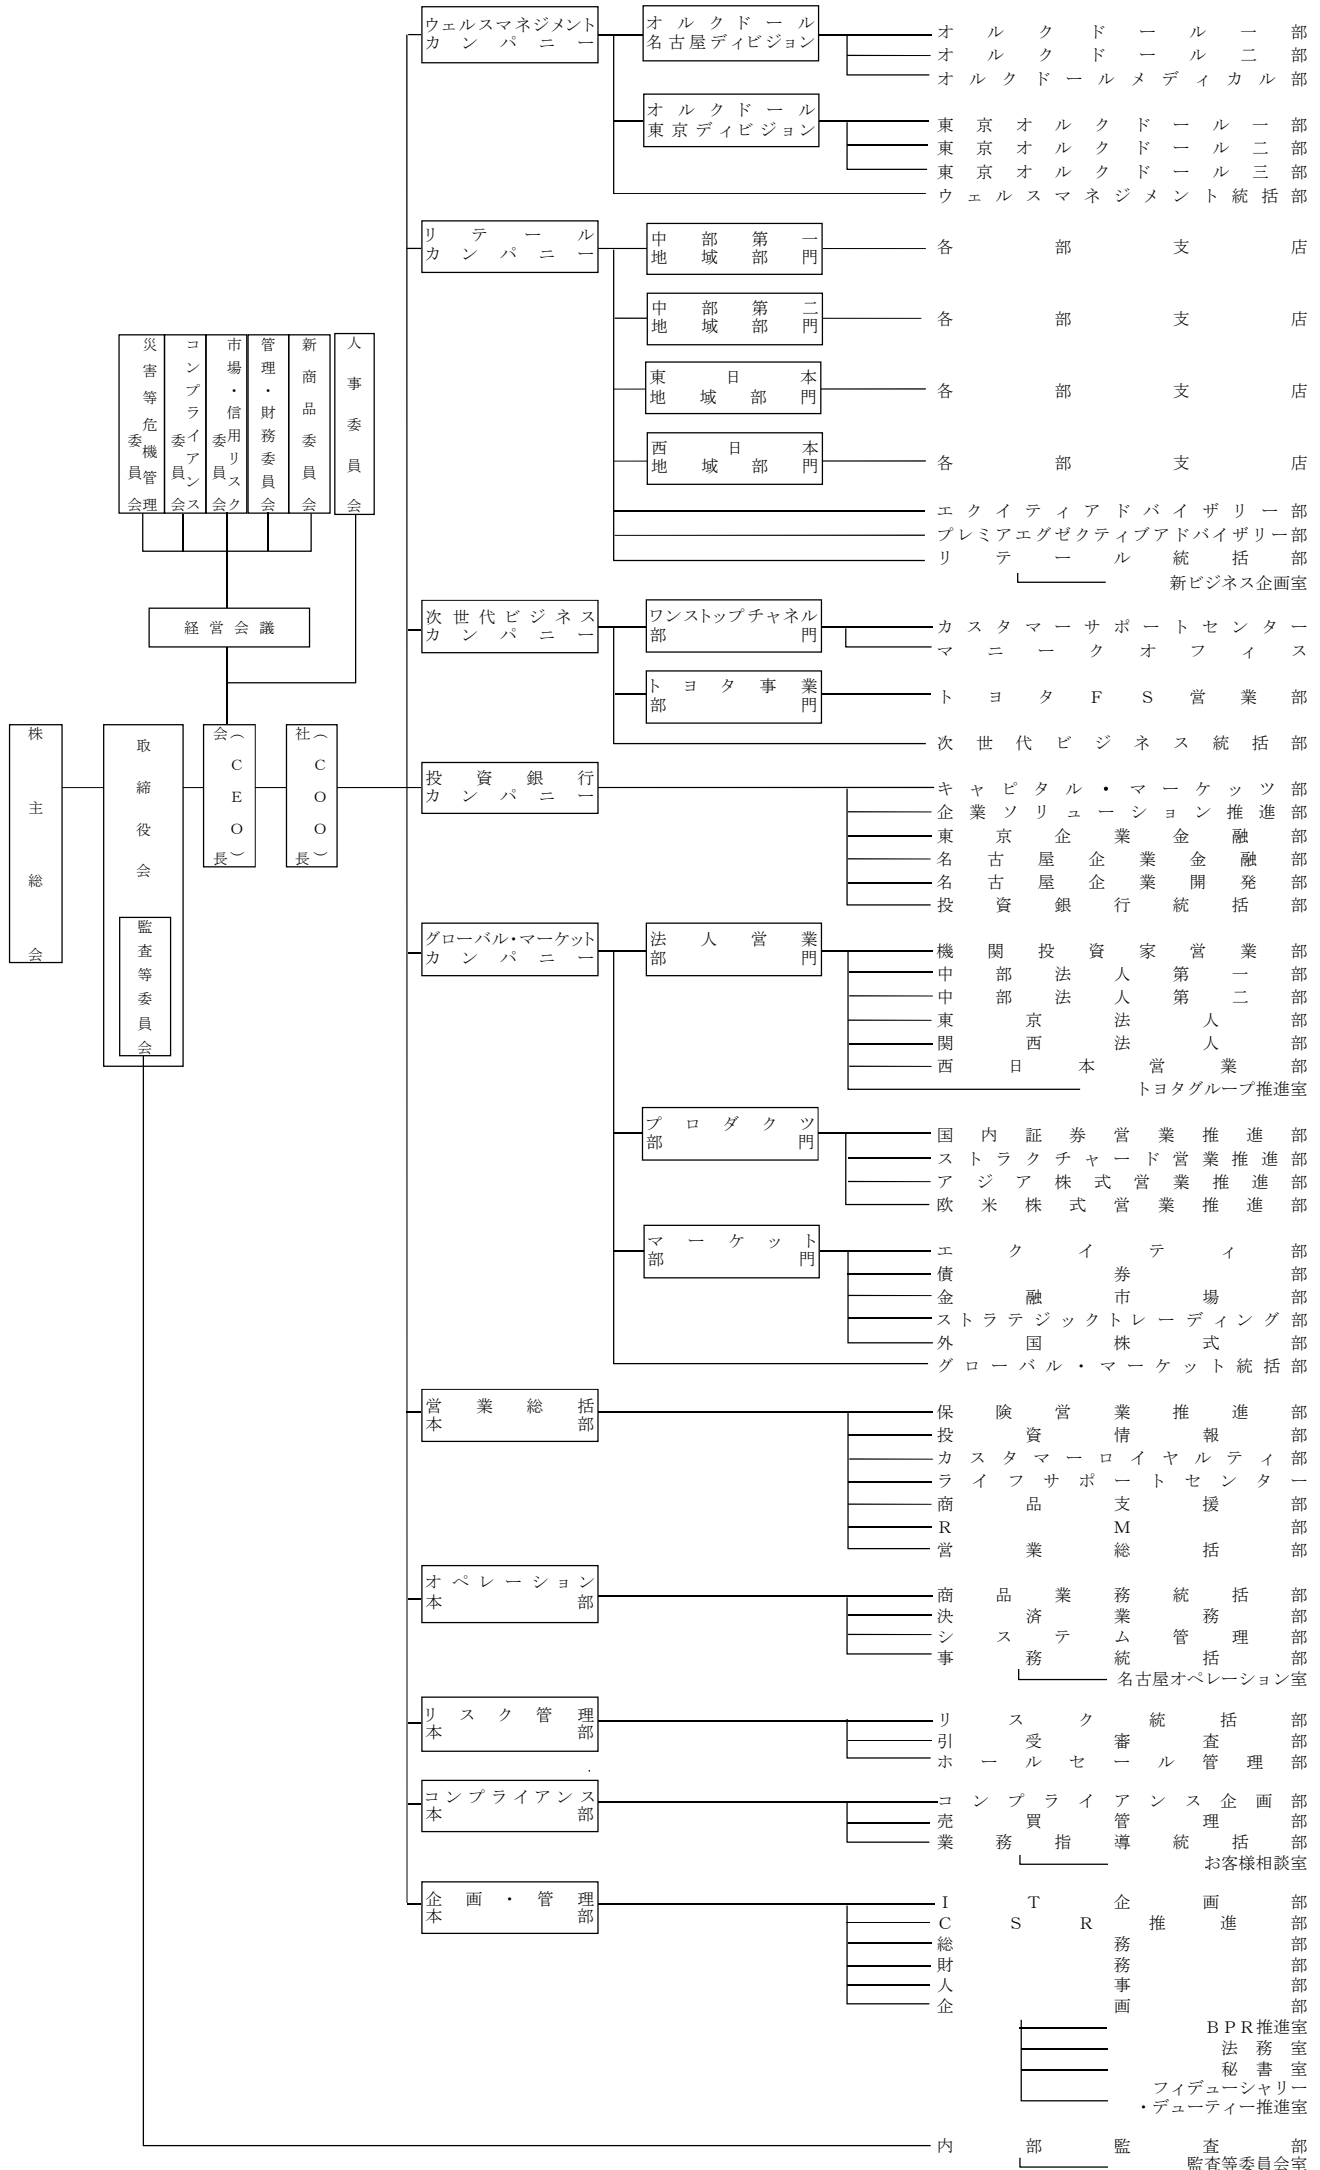 ウェルスマネジメント
カンパニー
オルクドール
名古屋ディビジョン
オルクドール一部
オルクドール二部
オルクドールメディカル部
オルクドール
東京ディビジョン
東京オルクドール一部
東京オルクドール二部
東京オルクドール三部
ウェルスマネジメント統括部
リテール
カンパニー
中部第一
地域部門
各部支店
中部第二
地域部門
各部支店
東日本
地域部門
各部支店
西日本
地域部門
各部支店
エクイティアドバイザリー部
プレミアエグゼクティブアドバイザリー部
リテール統括部
新ビジネス企画室
災害等危機管理
委員会
コンプライアンス
委員会
市場・信用リスク
委員会
管理・財務委員会
新商品委員会
人事委員会
経営会議
次世代ビジネス
カンパニー
ワンストップチャネル
部門
カスタマーサポートセンター
マニークオフィス
トヨタ事業
部門
トヨタFS営業部
次世代ビジネス統括部
株主総会
取締役会
監査等委員会
会長
(CEO)
社長
(COO)
投資銀行
カンパニー
キャピタル・マーケッツ部
企業ソリューション推進部
東京企業金融部
名古屋企業金融部
名古屋企業開発部
投資銀行統括部
グローバル・マーケット
カンパニー
法人営業
部門
機関投資家営業部
中部法人第一部
中部法人第二部
東京法人部
関西法人部
西日本営業部
トヨタグループ推進室
プロダクツ
部門
国内証券営業推進部
ストラクチャード営業推進部
アジア株式営業推進部
欧米株式営業推進部
マーケット
部門
エクイティ部
債券部
金融市場部
ストラテジックトレーディング部
外国株式部
グローバル・マーケット統括部
営業総括
本部
保険営業推進部
投資情報部
カスタマーロイヤルティ部
ライフサポートセンター
商品支援部
RM部
営業総括部
オペレーション
本部
商品業務統括部
決済業務部
システム管理部
事務統括部
名古屋オペレーション室
リスク管理
本部
リスク統括部
引受審査部
ホールセール管理部
コンプライアンス
本部
コンプライアンス企画部
売買管理部
業務指導統括部
お客様相談室
企画・管理
本部
IT企画部
CSR推進部
総務部
財務部
人事部
企画部
BPR推進室
法務室
秘書室
フィデューシャリー
・デューティー推進室
内部監査部
監査等委員会室